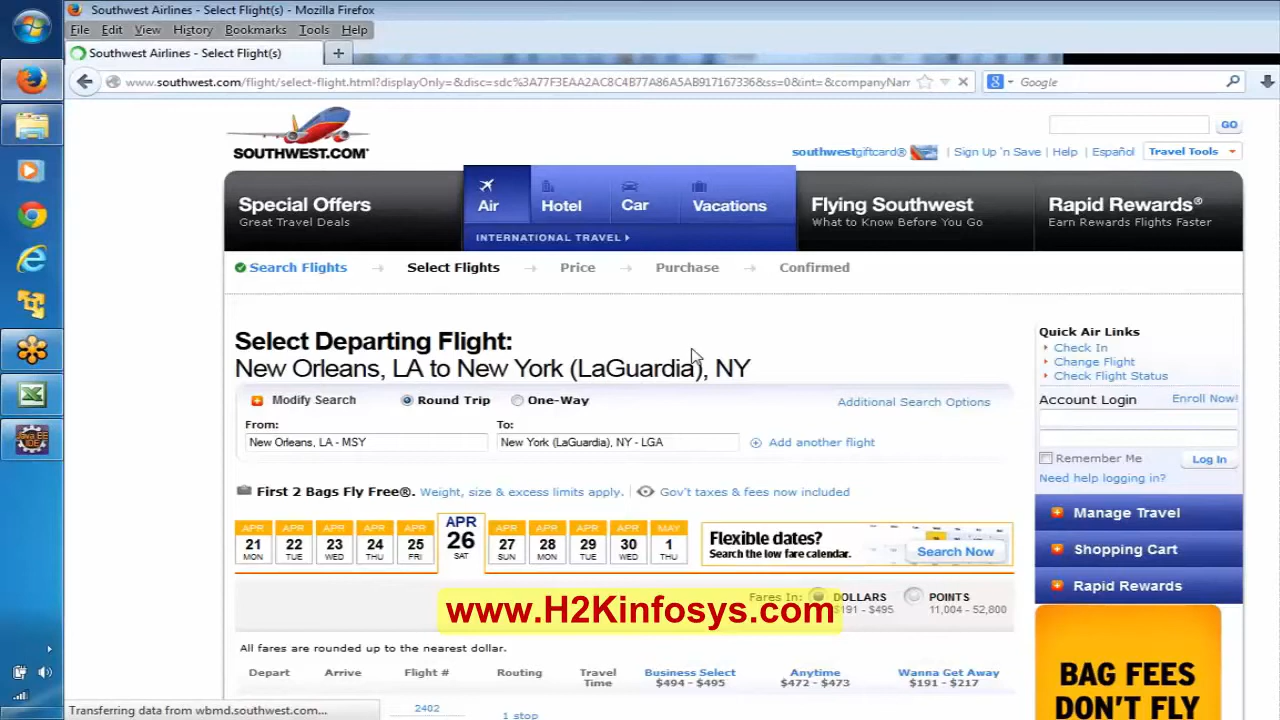 Southwest Airlines - Select Flight(s) - Mozilla Firefox
File Edit View History Bookmarks Tools Help
Southwest Airlines - Select Flight(s)
www.southwest.com/flight/select-flight.html?displayOnly=&disc=sdc%3A77F3EAA2AC8C4B77A86A5AB917167336&ss=0&int=&companyNam
Google
SOUTHWEST.COM®
GO
southwestgiftcard® Sign Up 'n Save Help Español Travel Tools
Special Offers
Great Travel Deals
Air Hotel Car Vacations
INTERNATIONAL TRAVEL
Flying Southwest
What to Know Before You Go
Rapid Rewards®
Earn Rewards Flights Faster
Search Flights Select Flights Price Purchase Confirmed
Select Departing Flight:
New Orleans, LA to New York (LaGuardia), NY
Modify Search Round Trip One-Way Additional Search Options
From: To:
New Orleans, LA - MSY New York (LaGuardia), NY - LGA Add another flight
First 2 Bags Fly Free®. Weight, size & excess limits apply. Gov't taxes & fees now included
APR 21 MON
APR 22 TUE
APR 23 WED
APR 24 THU
APR 25 FRI
APR 26 SAT
APR 27 SUN
APR 28 MON
APR 29 TUE
APR 30 WED
MAY 1 THU
Flexible dates?
Search the low fare calendar.
Search Now
Fares In: DOLLARS POINTS
$191 - $495 11,004 - 52,800
www.H2Kinfosys.com
All fares are rounded up to the nearest dollar.
Depart Arrive Flight # Routing Travel Time
Business Select
$494 - $495
Anytime
$472 - $473
Wanna Get Away
$191 - $217
2402
1 stop
Quick Air Links
Check In
Change Flight
Check Flight Status
Account Login Enroll Now!
Remember Me Log In
Need help logging in?
Manage Travel
Shopping Cart
Rapid Rewards
BAG FEES
DON'T FLY
Java EE
IDE
Transferring data from wbmd.southwest.com...